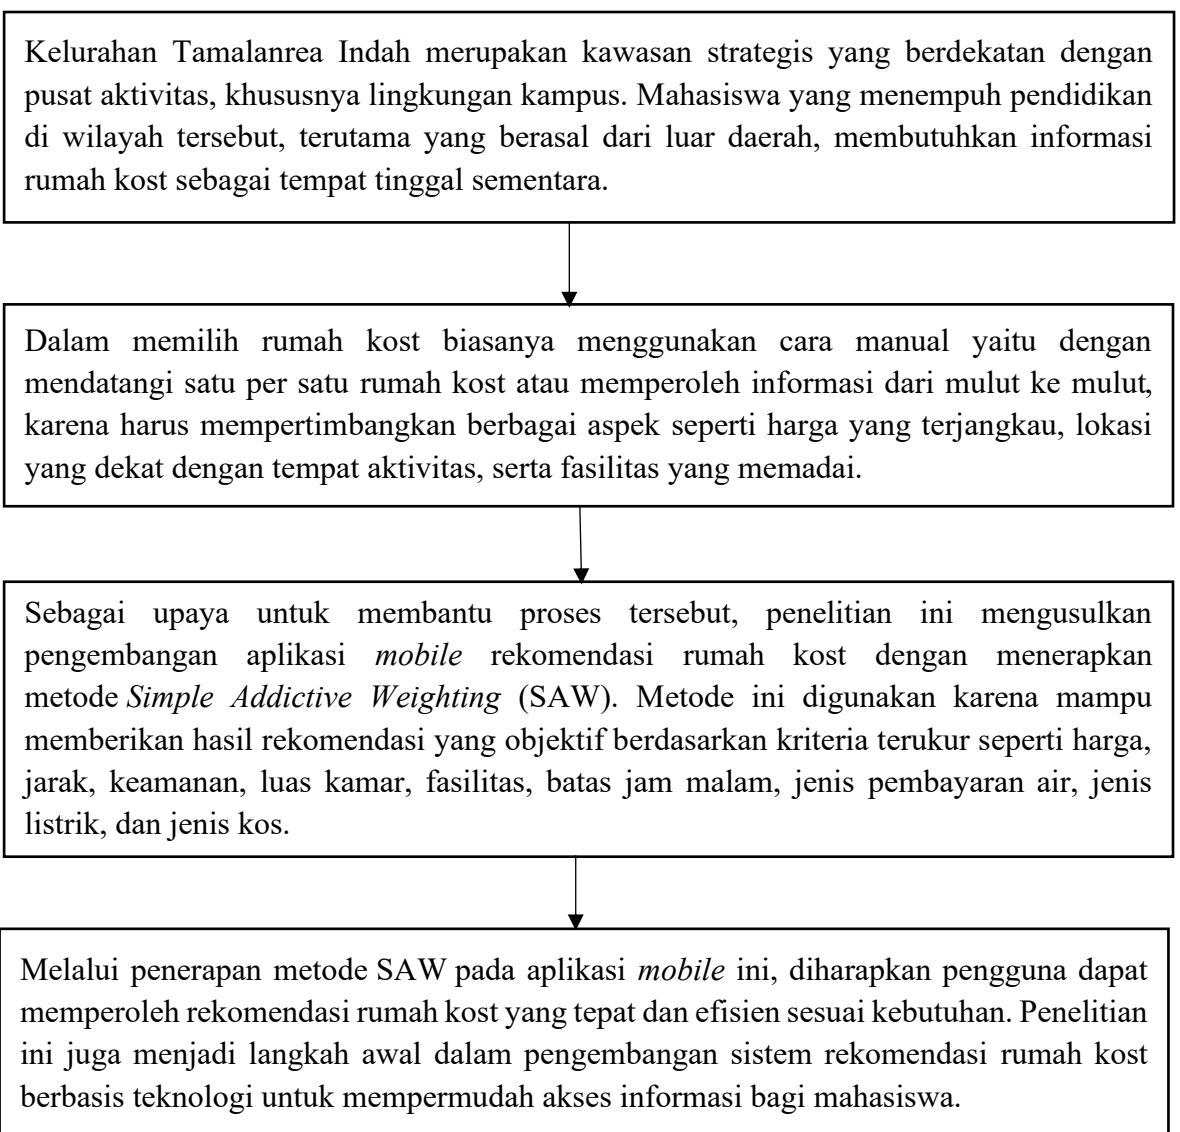 Kelurahan Tamalanrea Indah merupakan kawasan strategis yang berdekatan dengan
pusat aktivitas, khususnya lingkungan kampus. Mahasiswa yang menempuh pendidikan
di wilayah tersebut, terutama yang berasal dari luar daerah, membutuhkan informasi
rumah kost sebagai tempat tinggal sementara.
Dalam memilih rumah kost biasanya menggunakan cara manual yaitu dengan
mendatangi satu per satu rumah kost atau memperoleh informasi dari mulut ke mulut,
karena harus mempertimbangkan berbagai aspek seperti harga yang terjangkau, lokasi
yang dekat dengan tempat aktivitas, serta fasilitas yang memadai.
Sebagai upaya untuk membantu proses tersebut, penelitian ini mengusulkan
pengembangan aplikasi mobile rekomendasi rumah kost dengan menerapkan
metode Simple Addictive Weighting (SAW). Metode ini digunakan karena mampu
memberikan hasil rekomendasi yang objektif berdasarkan kriteria terukur seperti harga,
jarak, keamanan, luas kamar, fasilitas, batas jam malam, jenis pembayaran air, jenis
listrik, dan jenis kos.
Melalui penerapan metode SAW pada aplikasi mobile ini, diharapkan pengguna dapat
memperoleh rekomendasi rumah kost yang tepat dan efisien sesuai kebutuhan. Penelitian
ini juga menjadi langkah awal dalam pengembangan sistem rekomendasi rumah kost
berbasis teknologi untuk mempermudah akses informasi bagi mahasiswa.